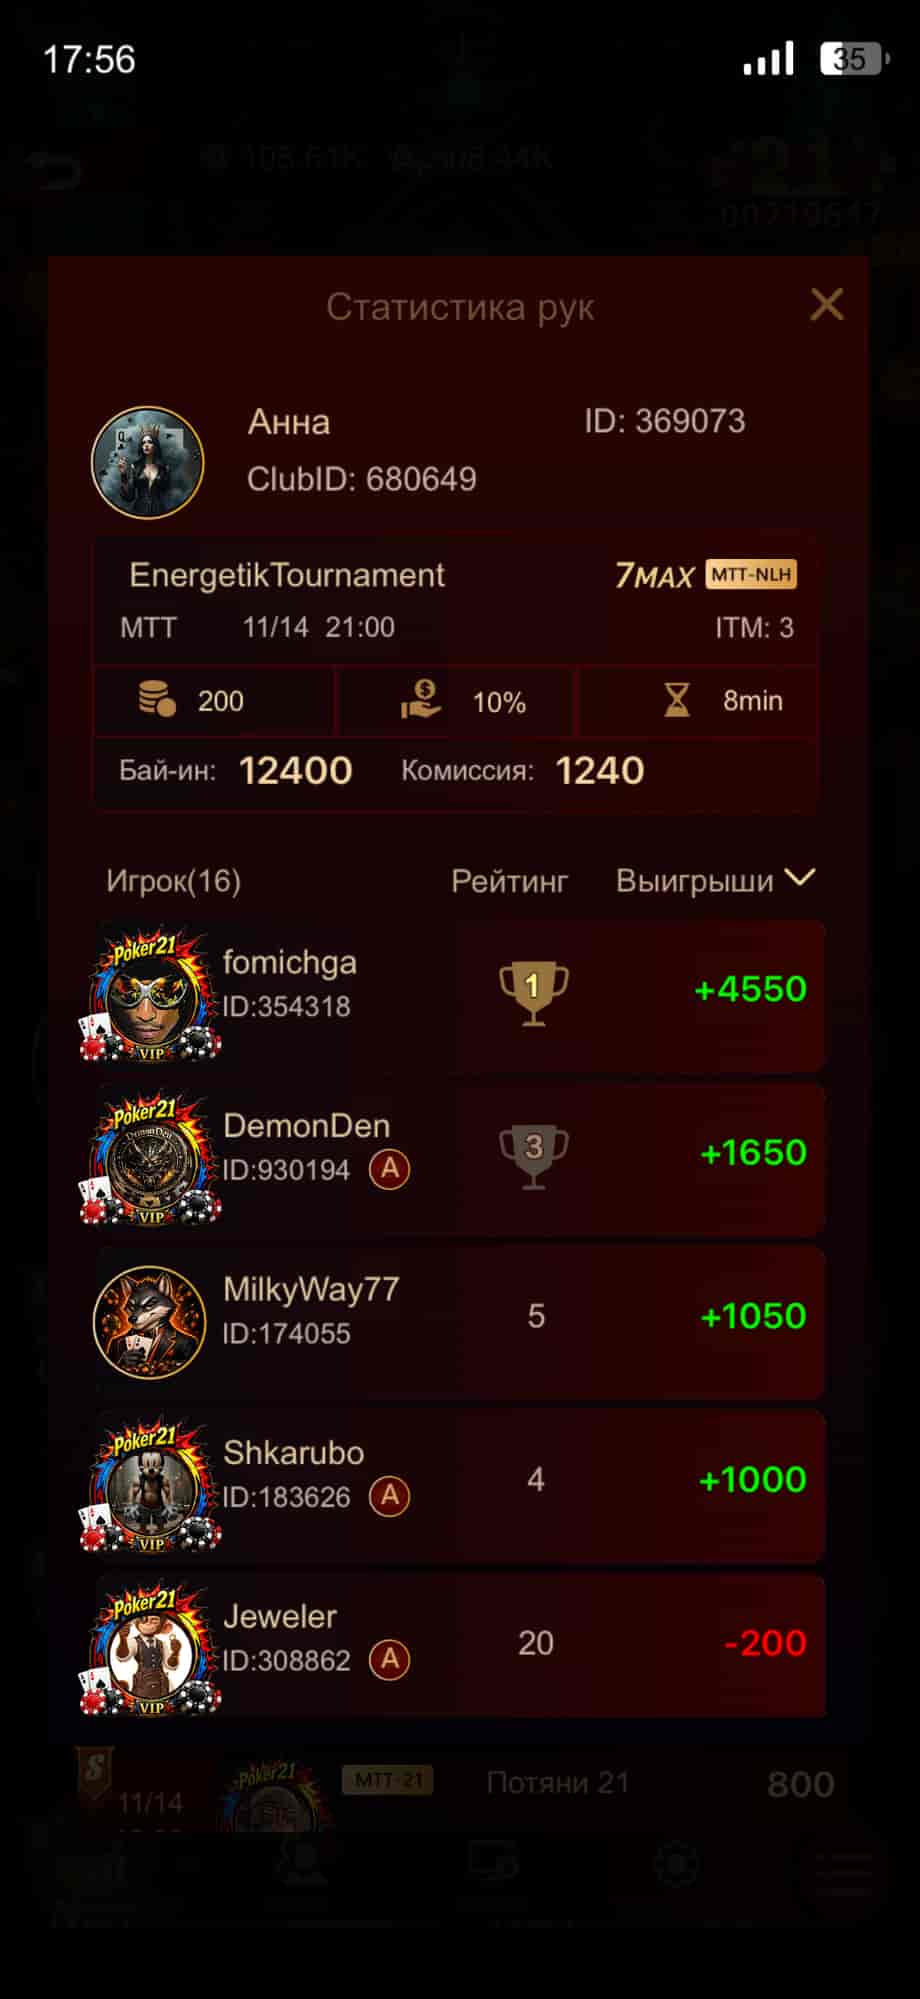 17:56
35
Статистика рук
Анна
ID: 369073
ClubID: 680649
EnergetikTournament
7MAX MTT-NLH
MTT 11/14 21:00 ITM: 3
200 10% 8min
Бай-ин: 12400 Комиссия: 1240
Игрок(16) Рейтинг Выигрыши
Poker21
VIP
fomichga
ID:354318
1
+4550
Poker21
DemonDen
VIP
DemonDen
ID:930194 A
3
+1650
MilkyWay77
ID:174055
5
+1050
Poker21
VIP
Shkarubo
ID:183626 A
4
+1000
Poker21
VIP
Jeweler
ID:308862 A
20
-200
S
11/14
Poker21
MTT-21
Потяни 21
800